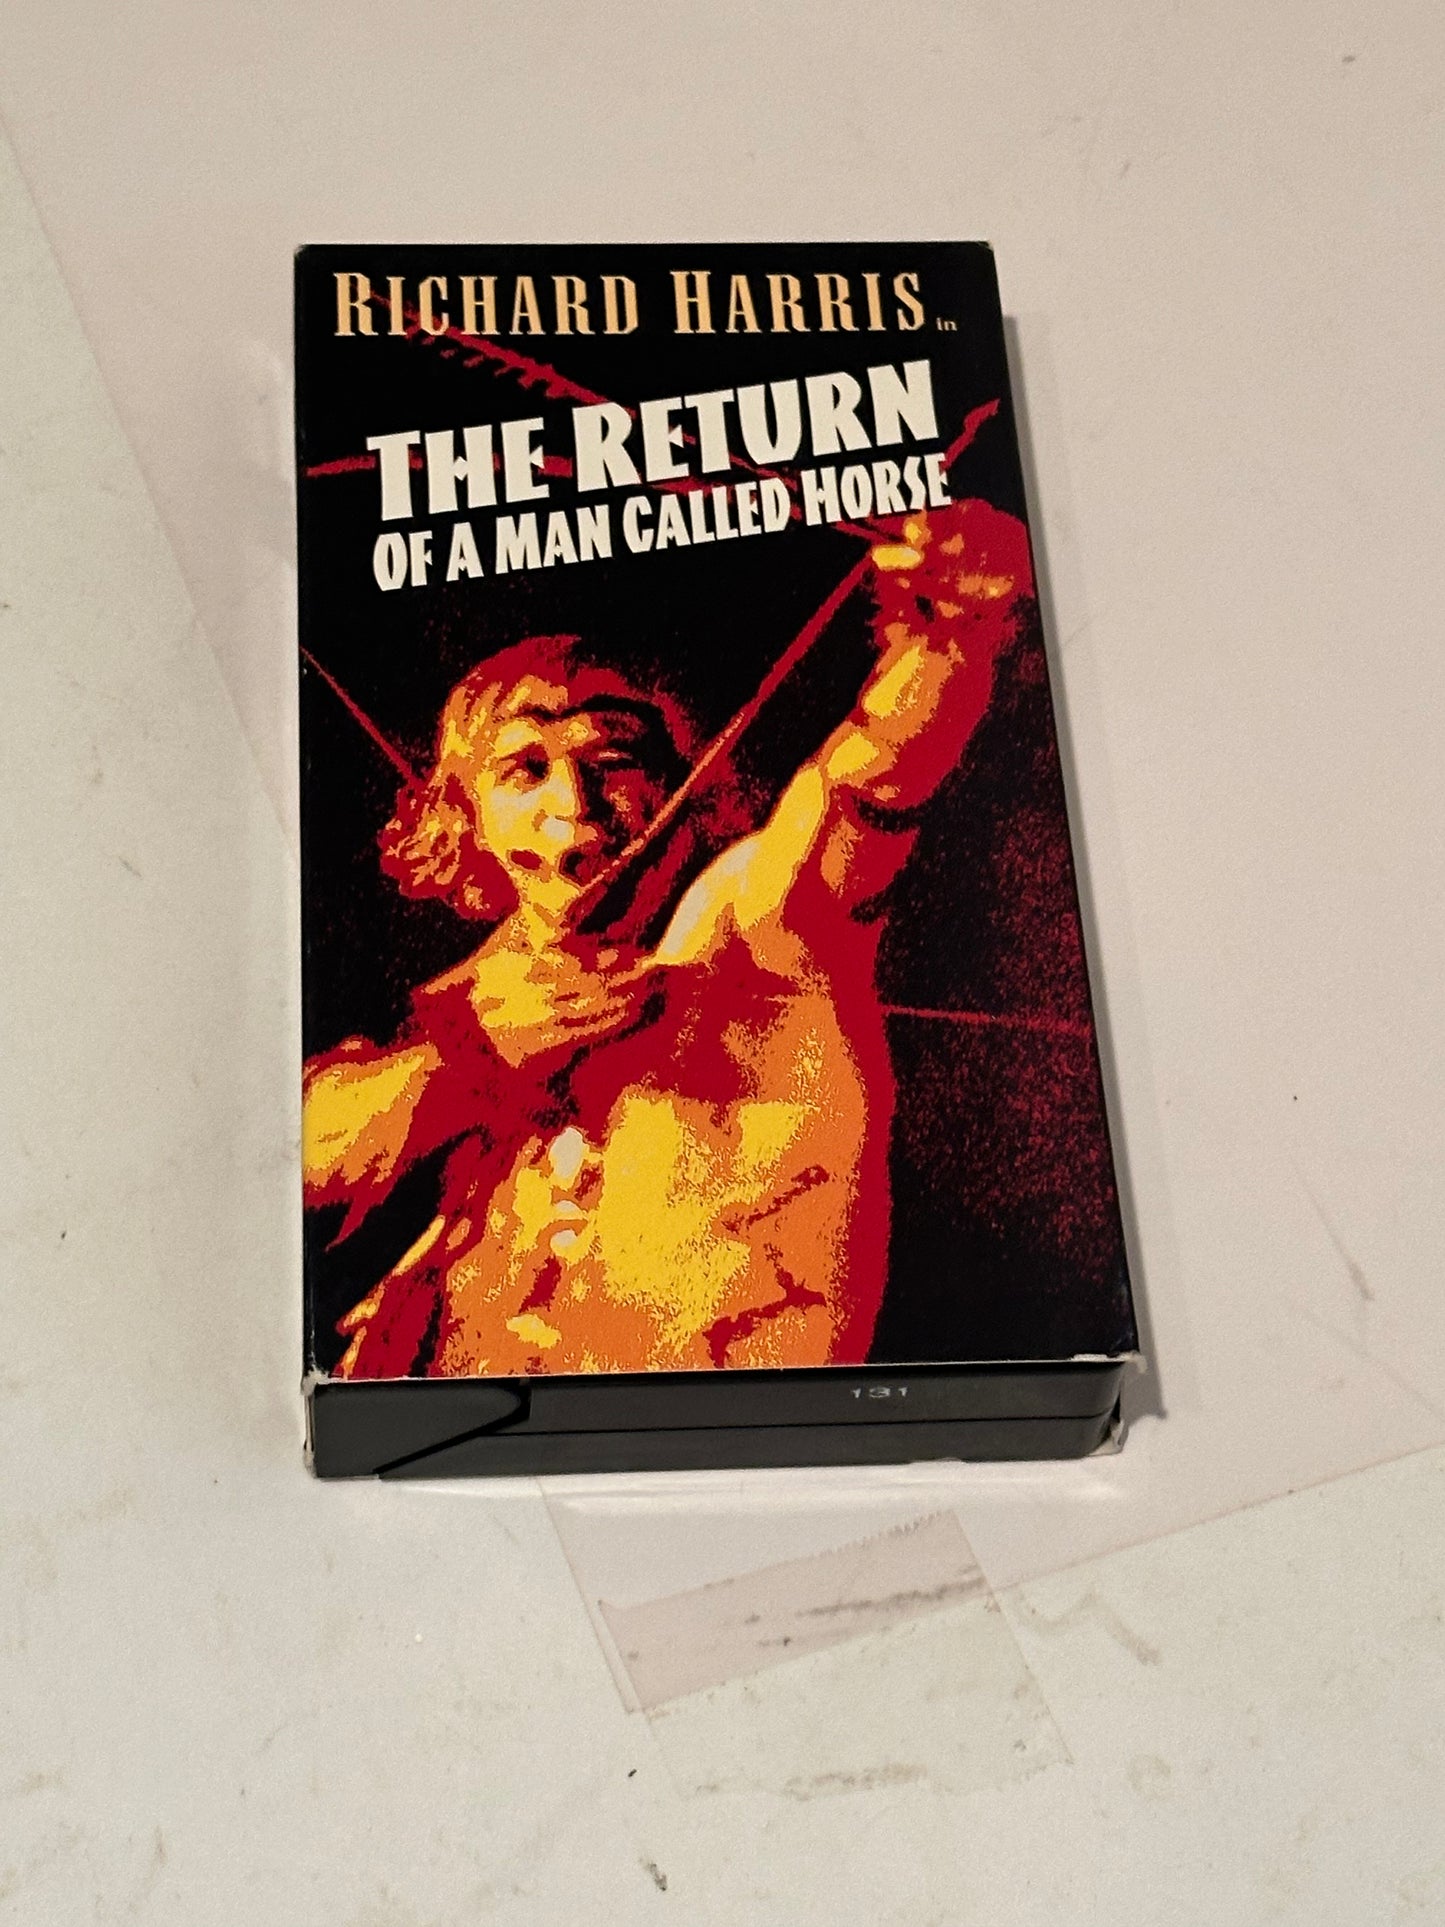 RICHARD HARRIS in
THE RETURN
OF A MAN CALLED HORSE
131